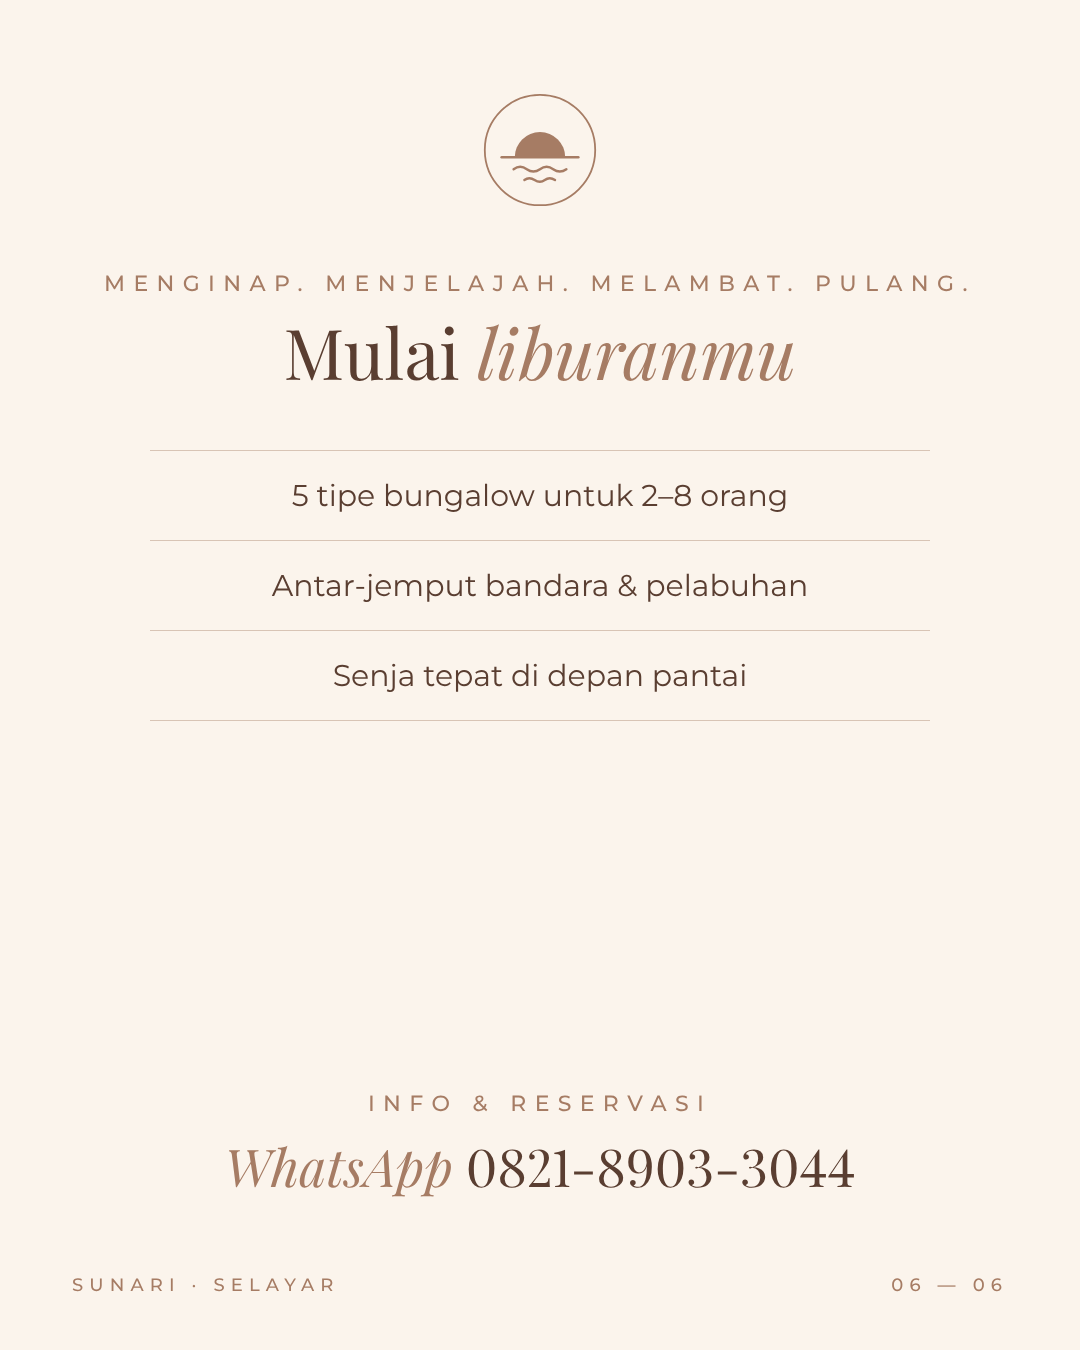 MENGINAP. MENJELAJAH. MELAMBAT. PULANG.
Mulai liburanmu
5 tipe bungalow untuk 2–8 orang
Antar-jemput bandara & pelabuhan
Senja tepat di depan pantai
INFO & RESERVASI
WhatsApp 0821-8903-3044
SUNARI · SELAYAR
06 — 06